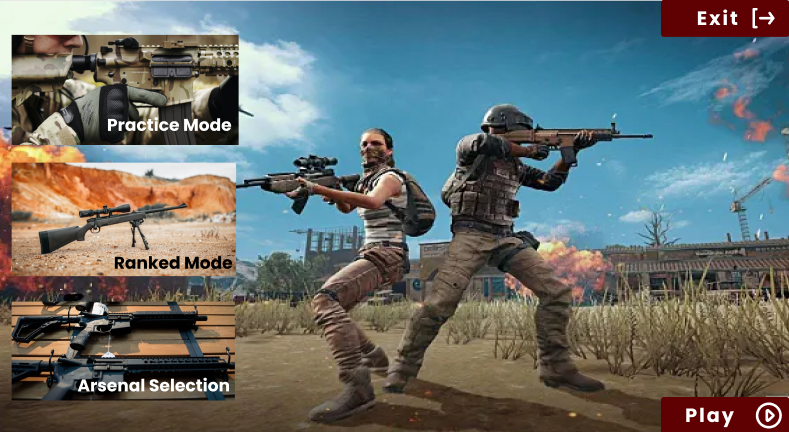 Exit
Practice Mode
Ranked Mode
Arsenal Selection
Play